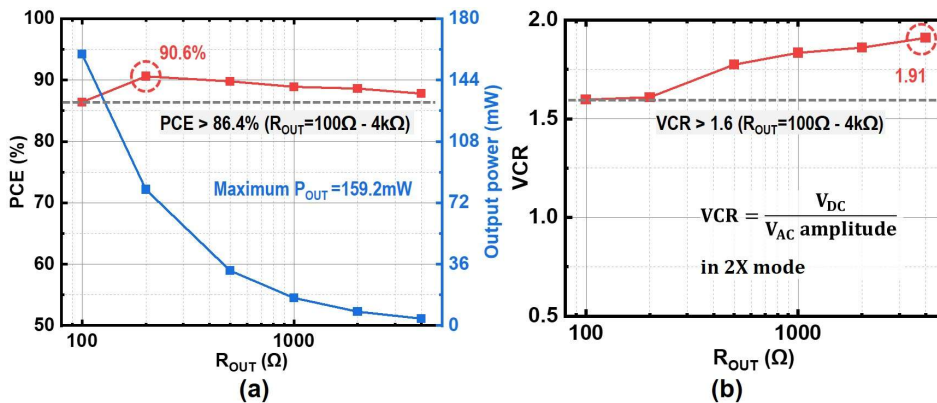 100
90
80
70
60
50
PCE (%)
90.6%
PCE > 86.4% (ROUT=100Ω - 4kΩ)
Maximum POUT =159.2mW
180
144
108
72
36
0
Output power (mW)
100
1000
ROUT (Ω)
(a)
2.0
1.5
1.0
0.5
VCR
1.91
VCR > 1.6 (ROUT=100Ω - 4kΩ)
VCR = VDC / VAC amplitude
in 2X mode
100
1000
ROUT (Ω)
(b)